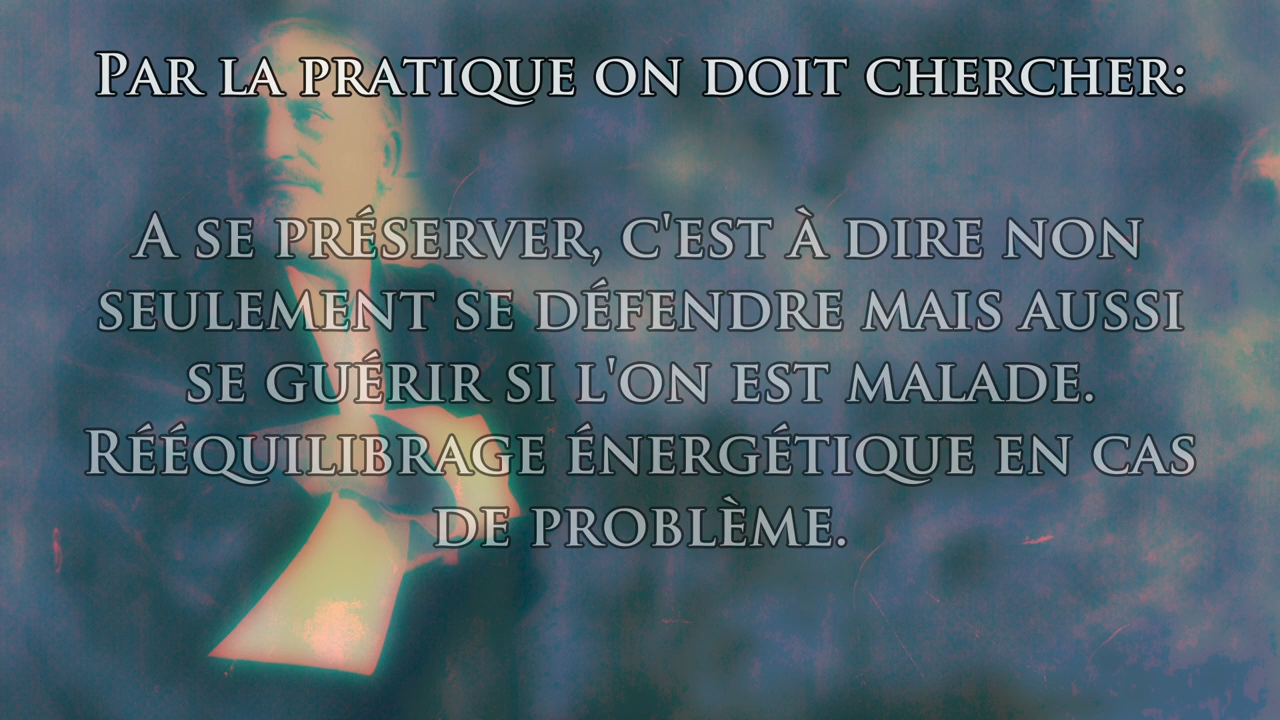 Par la pratique on doit chercher:
A se préserver, c'est à dire non
seulement se défendre mais aussi
se guérir si l'on est malade.
Rééquilibrage énergétique en cas
de problème.